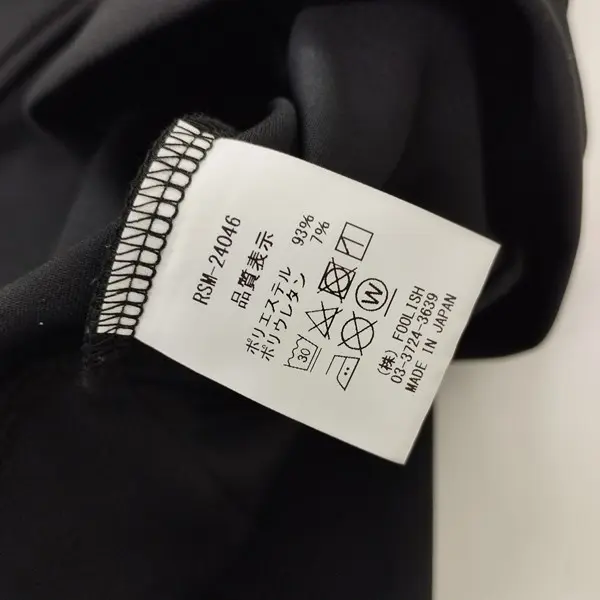 RSM-24046
品質表示
ポリエステル 93%
ポリウレタン 7%
30
W
(株) FOOLISH
03-3724-3639
MADE IN JAPAN